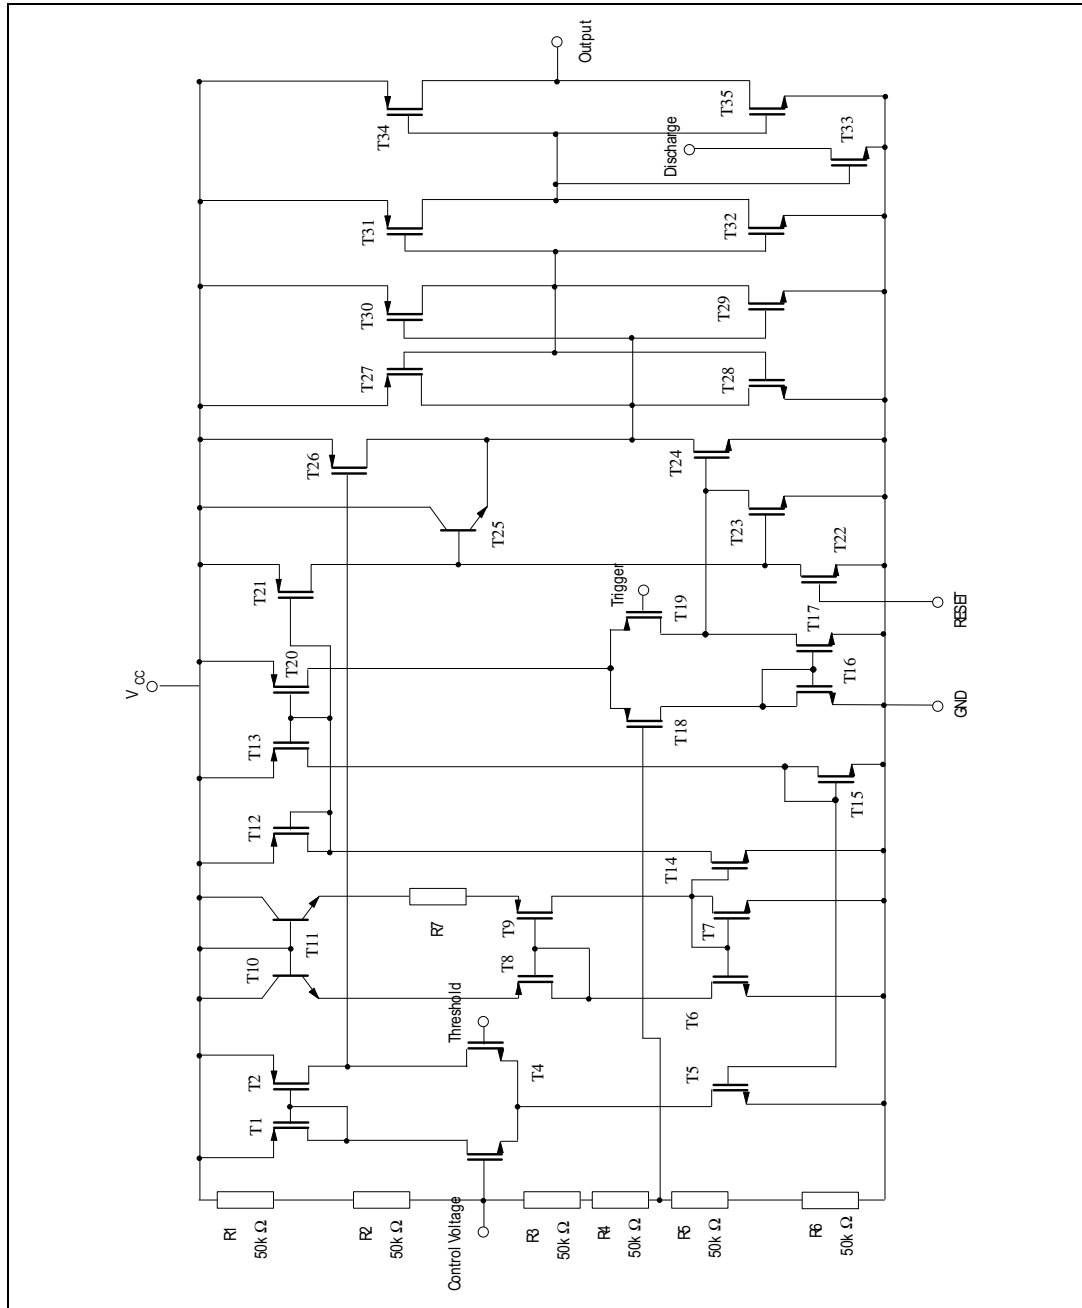 Output
T34
T35
Discharge
T33
T31
T32
T30
T29
T27
T28
T26
T24
T25
T23
T21
T22
Trigger
T19
RESET
V CC
T20
T17
T18
T16
GND
T13
T15
T12
T14
T11
R7
T9
T7
T10
T8
T6
Threshold
T2
T4
T5
T1
Control Voltage
R1
50k Ω
R2
50k Ω
R3
50k Ω
R4
50k Ω
R5
50k Ω
R6
50k Ω